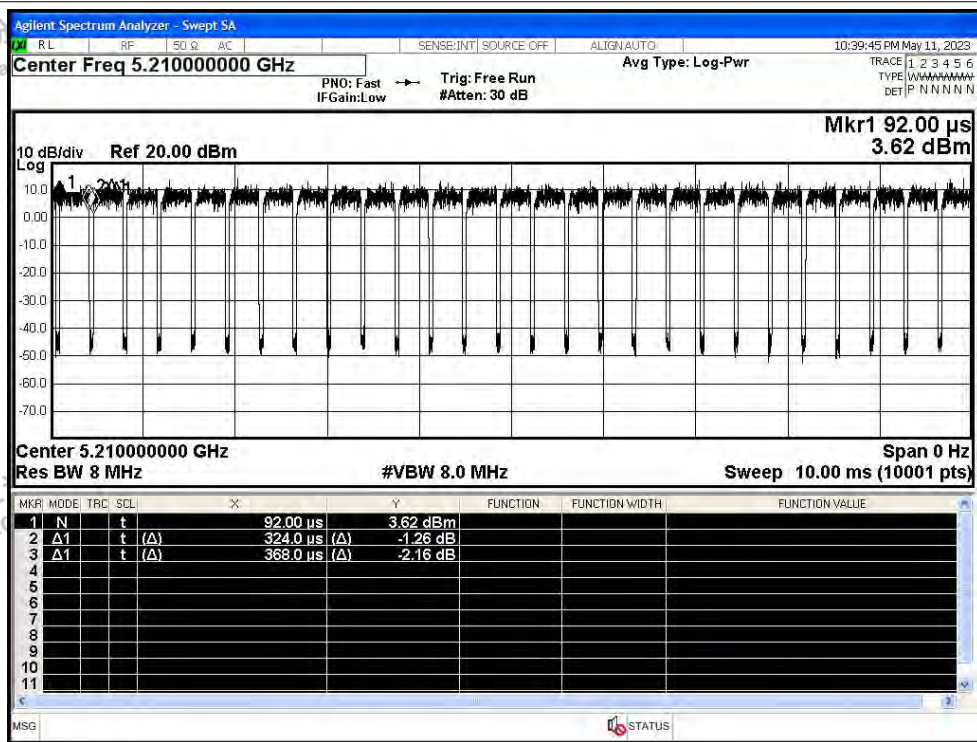 Agilent Spectrum Analyzer - Swept SA
RL RF 50 Ω AC SENSE:INT SOURCE OFF ALIGN AUTO 10:39:45 PM May 11, 2023
Center Freq 5.210000000 GHz
PNO: Fast Trig: Free Run Avg Type: Log-Pwr TRACE 1 2 3 4 5 6
IFGain:Low #Atten: 30 dB TYPE WWWWWW
DET P N N N N N
Mkr1 92.00 µs
10 dB/div Ref 20.00 dBm 3.62 dBm
Log
10.0
0.00
-10.0
-20.0
-30.0
-40.0
-50.0
-60.0
-70.0
1 2Δ1
Center 5.210000000 GHz Span 0 Hz
Res BW 8 MHz #VBW 8.0 MHz Sweep 10.00 ms (10001 pts)
MKR MODE TRC SCL X Y FUNCTION FUNCTION WIDTH FUNCTION VALUE
1 N t 92.00 µs 3.62 dBm
2 Δ1 t (Δ) 324.0 µs (Δ) -1.26 dB
3 Δ1 t (Δ) 368.0 µs (Δ) -2.16 dB
4
5
6
7
8
9
10
11
MSG STATUS